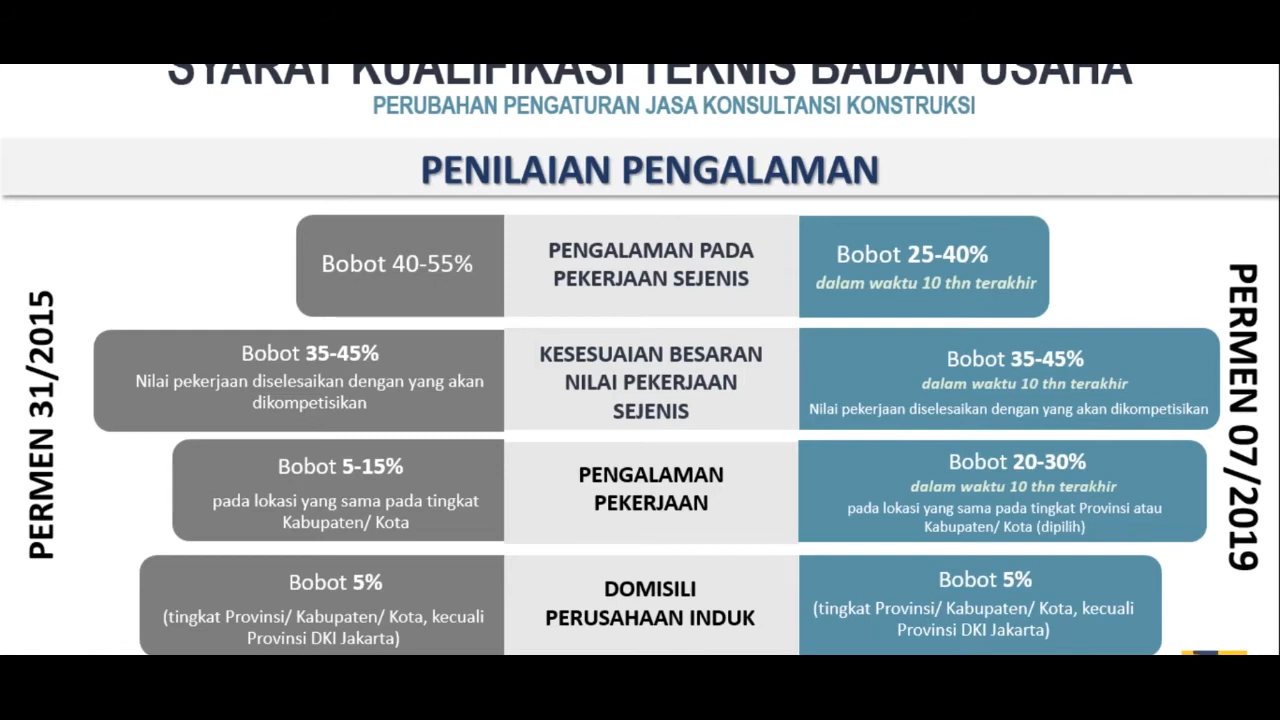 SYARAT KUALIFIKASI TEKNIS BADAN USAHA
PERUBAHAN PENGATURAN JASA KONSULTANSI KONSTRUKSI
PENILAIAN PENGALAMAN
PERMEN 31/2015
Bobot 40-55%
PENGALAMAN PADA
PEKERJAAN SEJENIS
Bobot 25-40%
dalam waktu 10 thn terakhir
Bobot 35-45%
Nilai pekerjaan diselesaikan dengan yang akan
dikompetisikan
KESESUAIAN BESARAN
NILAI PEKERJAAN
SEJENIS
Bobot 35-45%
dalam waktu 10 thn terakhir
Nilai pekerjaan diselesaikan dengan yang akan dikompetisikan
Bobot 5-15%
pada lokasi yang sama pada tingkat
Kabupaten/ Kota
PENGALAMAN
PEKERJAAN
Bobot 20-30%
dalam waktu 10 thn terakhir
pada lokasi yang sama pada tingkat Provinsi atau
Kabupaten/ Kota (dipilih)
Bobot 5%
(tingkat Provinsi/ Kabupaten/ Kota, kecuali
Provinsi DKI Jakarta)
DOMISILI
PERUSAHAAN INDUK
Bobot 5%
(tingkat Provinsi/ Kabupaten/ Kota, kecuali
Provinsi DKI Jakarta)
PERMEN 07/2019